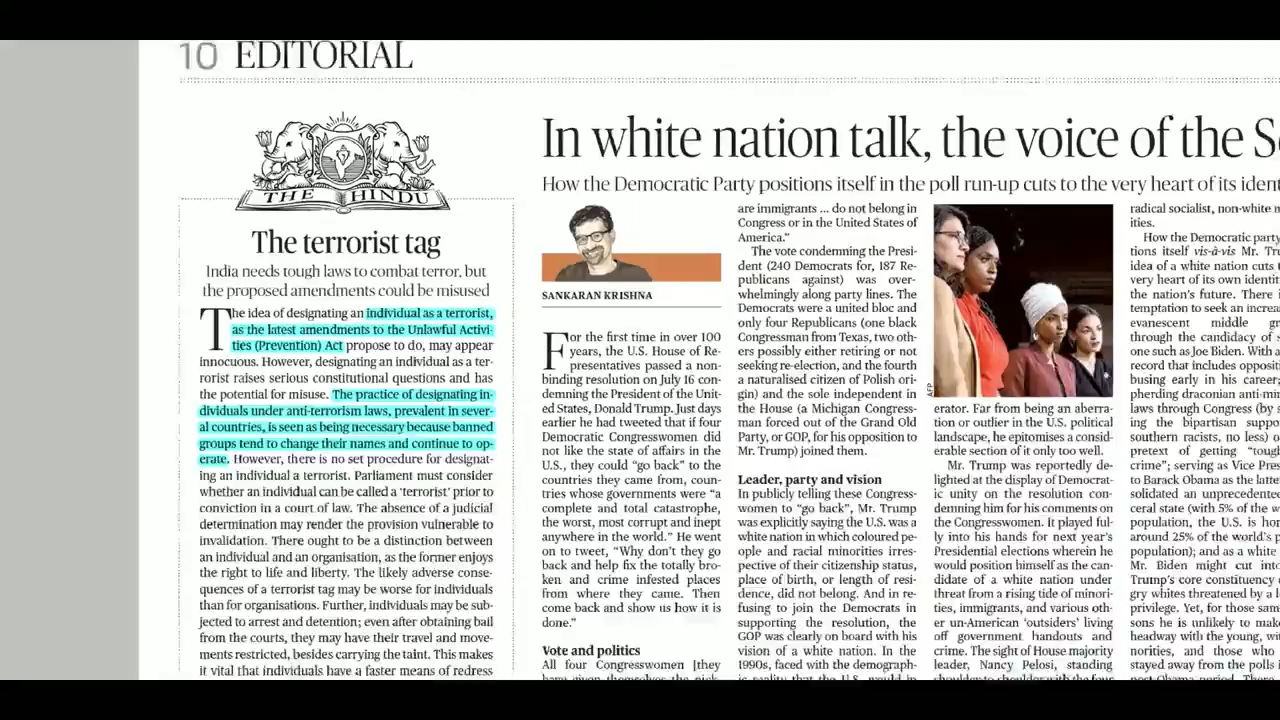 10 EDITORIAL
THE HINDU
The terrorist tag
India needs tough laws to combat terror, but
the proposed amendments could be misused
The idea of designating an individual as a terrorist,
as the latest amendments to the Unlawful Activi-
ties (Prevention) Act propose to do, may appear
innocuous. However, designating an individual as a ter-
rorist raises serious constitutional questions and has
the potential for misuse. The practice of designating in-
dividuals under anti-terrorism laws, prevalent in sever-
al countries, is seen as being necessary because banned
groups tend to change their names and continue to op-
erate. However, there is no set procedure for designat-
ing an individual a terrorist. Parliament must consider
whether an individual can be called a ‘terrorist’ prior to
conviction in a court of law. The absence of a judicial
determination may render the provision vulnerable to
invalidation. There ought to be a distinction between
an individual and an organisation, as the former enjoys
the right to life and liberty. The likely adverse conse-
quences of a terrorist tag may be worse for individuals
than for organisations. Further, individuals may be sub-
jected to arrest and detention; even after obtaining bail
from the courts, they may have their travel and move-
ments restricted, besides carrying the taint. This makes
it vital that individuals have a faster means of redress
In white nation talk, the voice of the S
How the Democratic Party positions itself in the poll run-up cuts to the very heart of its ident
SANKARAN KRISHNA
For the first time in over 100
years, the U.S. House of Re-
presentatives passed a non-
binding resolution on July 16 con-
demning the President of the Unit-
ed States, Donald Trump. Just days
earlier he had tweeted that if four
Democratic Congresswomen did
not like the state of affairs in the
U.S., they could “go back” to the
countries they came from, coun-
tries whose governments were “a
complete and total catastrophe,
the worst, most corrupt and inept
anywhere in the world.” He went
on to tweet, “Why don’t they go
back and help fix the totally bro-
ken and crime infested places
from where they came. Then
come back and show us how it is
done.”
Vote and politics
All four Congresswomen [they
are immigrants ... do not belong in
Congress or in the United States of
America.”
The vote condemning the Presi-
dent (240 Democrats for, 187 Re-
publicans against) was over-
whelmingly along party lines. The
Democrats were a united bloc and
only four Republicans (one black
Congressman from Texas, two oth-
ers possibly either retiring or not
seeking re-election, and the fourth
a naturalised citizen of Polish ori-
gin) and the sole independent in
the House (a Michigan Congress-
man forced out of the Grand Old
Party, or GOP, for his opposition to
Mr. Trump) joined them.
Leader, party and vision
In publicly telling these Congress-
women to “go back”, Mr. Trump
was explicitly saying the U.S. was a
white nation in which coloured pe-
ople and racial minorities irres-
pective of their citizenship status,
place of birth, or length of resi-
dence, did not belong. And in re-
fusing to join the Democrats in
supporting the resolution, the
GOP was clearly on board with his
vision of a white nation. In the
1990s, faced with the demograph-
AFP
erator. Far from being an aberra-
tion or outlier in the U.S. political
landscape, he epitomises a consid-
erable section of it only too well.
Mr. Trump was reportedly de-
lighted at the display of Democrat-
ic unity on the resolution con-
demning him for his comments on
the Congresswomen. It played ful-
ly into his hands for next year’s
Presidential elections wherein he
would position himself as the can-
didate of a white nation under
threat from a rising tide of minori-
ties, immigrants, and various oth-
er un-American ‘outsiders’ living
off government handouts and
crime. The sight of House majority
leader, Nancy Pelosi, standing
radical socialist, non-white m
ities.
How the Democratic party
tions itself vis-à-vis Mr. Tru
idea of a white nation cuts t
very heart of its own identit
the nation’s future. There i
temptation to seek an increa
evanescent middle gr
through the candidacy of s
one such as Joe Biden. With a
record that includes oppositi
busing early in his career,
pherding draconian anti-mi
laws through Congress (by a
ing the bipartisan suppo
southern racists, no less) o
pretext of getting “tough
crime”; serving as Vice Pres
to Barack Obama as the latte
solidated an unprecedente
ceral state (with 5% of the w
population, the U.S. is hon
around 25% of the world’s p
population); and as a white
Mr. Biden might cut into
Trump’s core constituency
gry whites threatened by a l
privilege. Yet, for those sam
sons he is unlikely to make
headway with the young, wi
norities, and those who
stayed away from the polls i